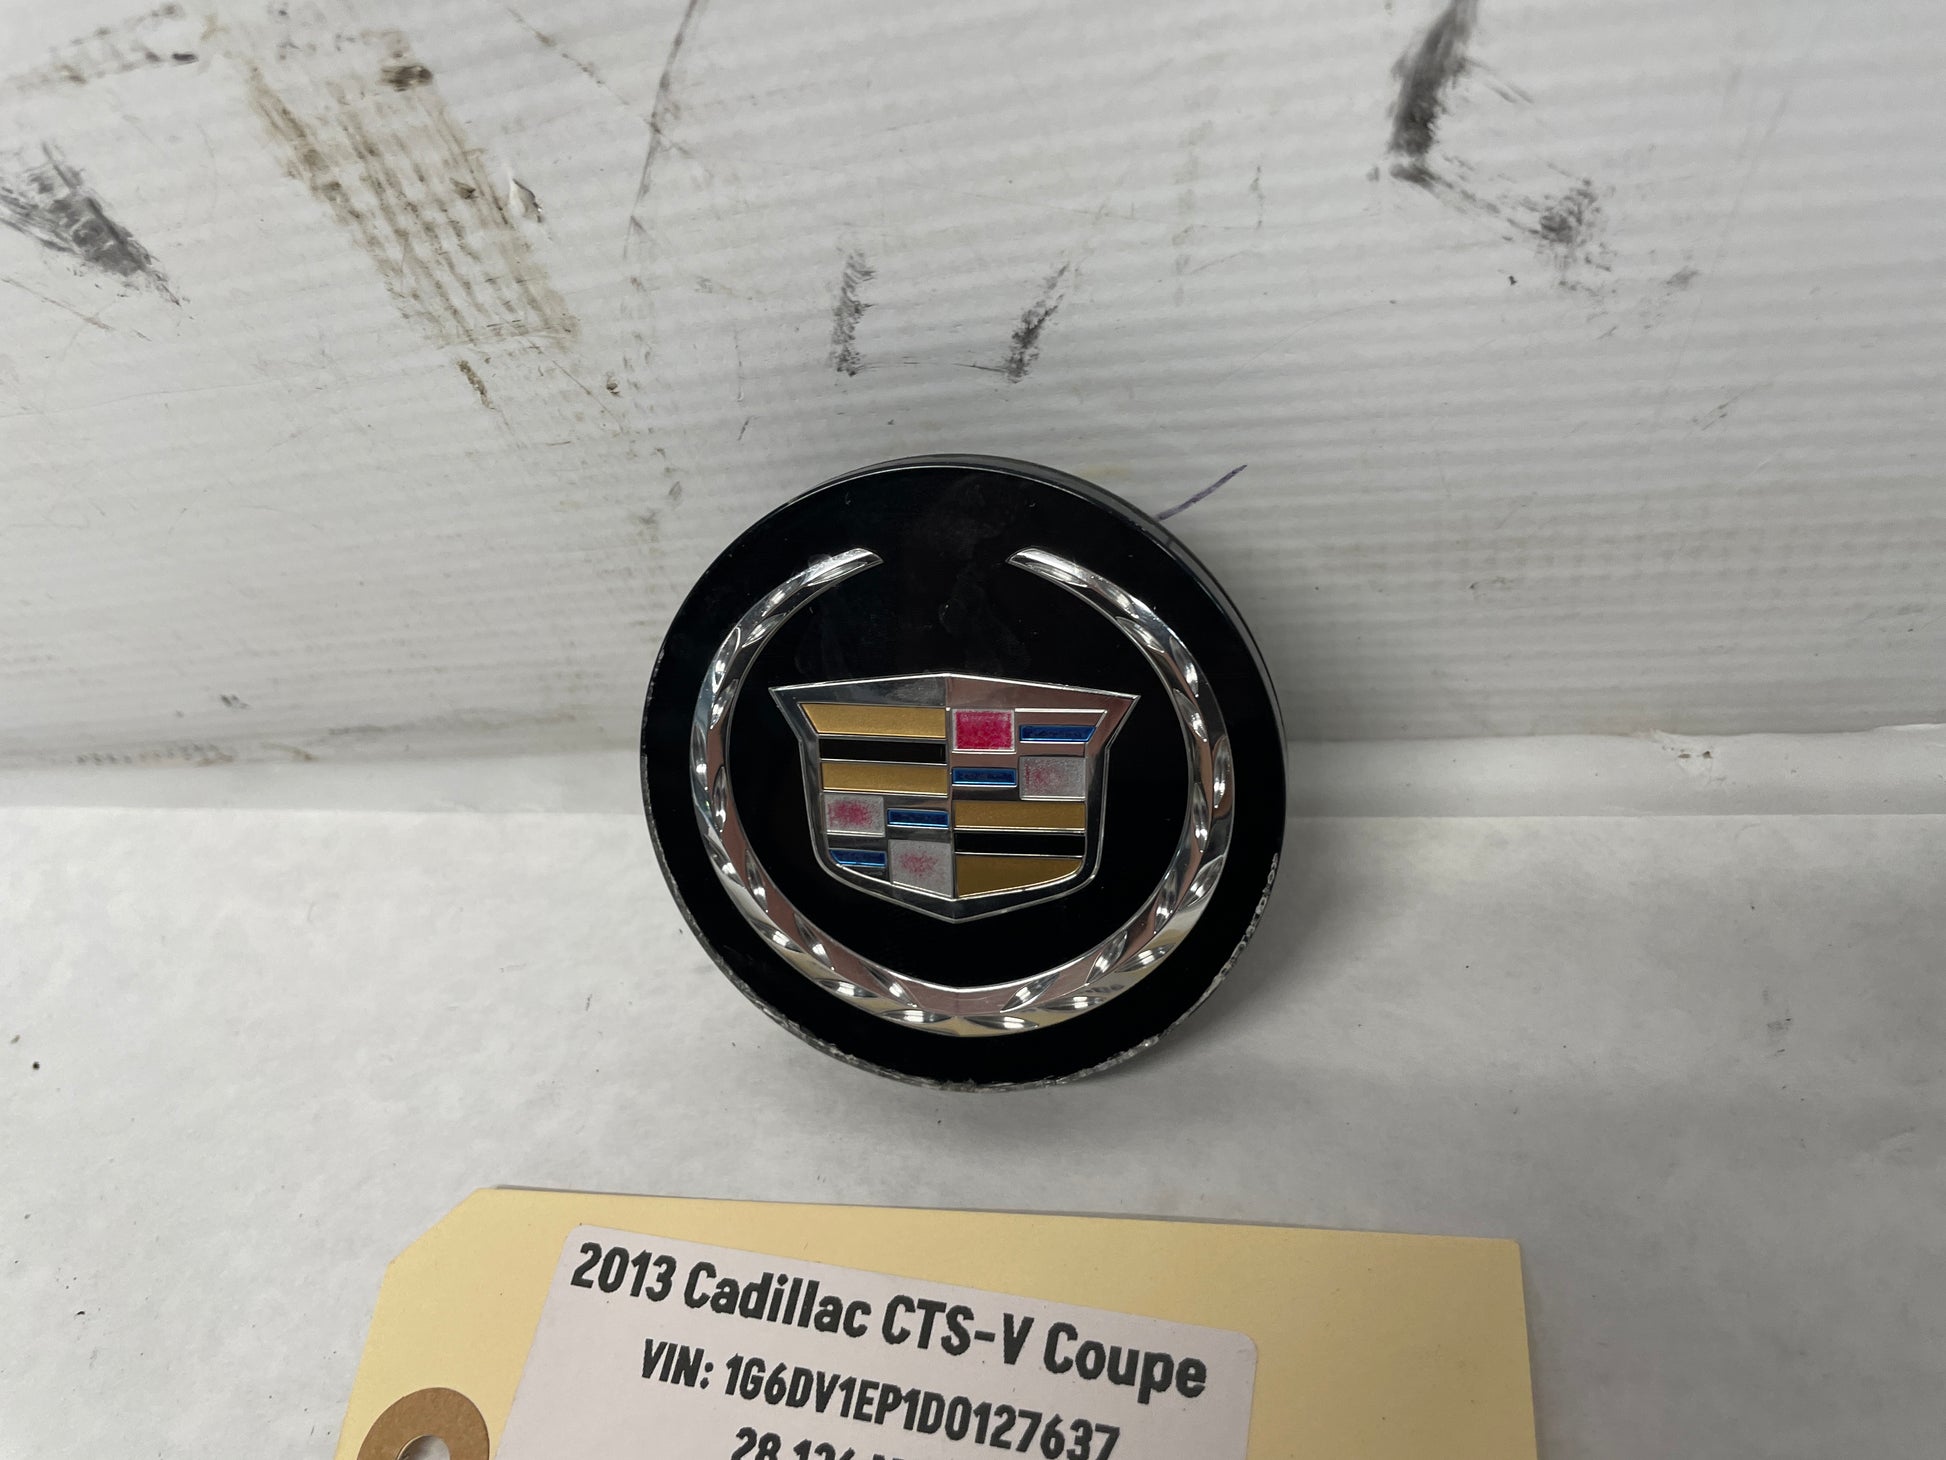 2013 Cadillac CTS-V Coupe
VIN: 1G6DV1EP1D0127637